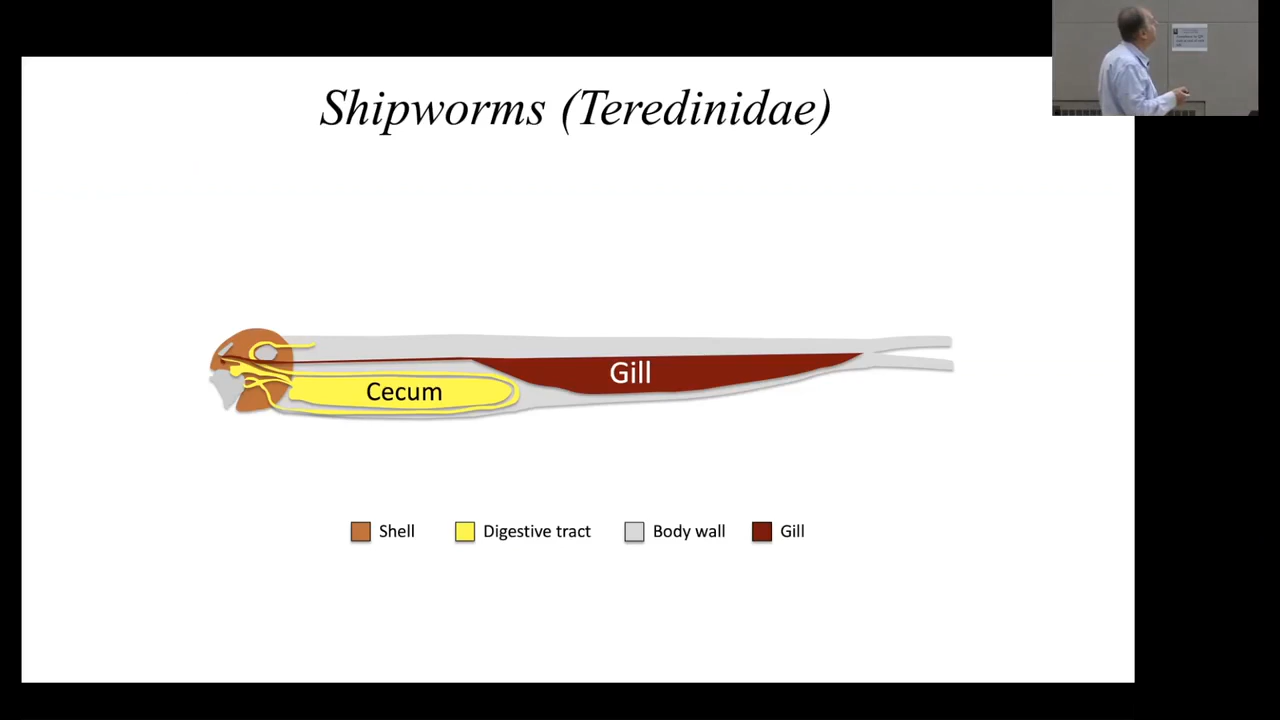 Shipworms (Teredinidae)
Gill
Cecum
Shell Digestive tract Body wall Gill